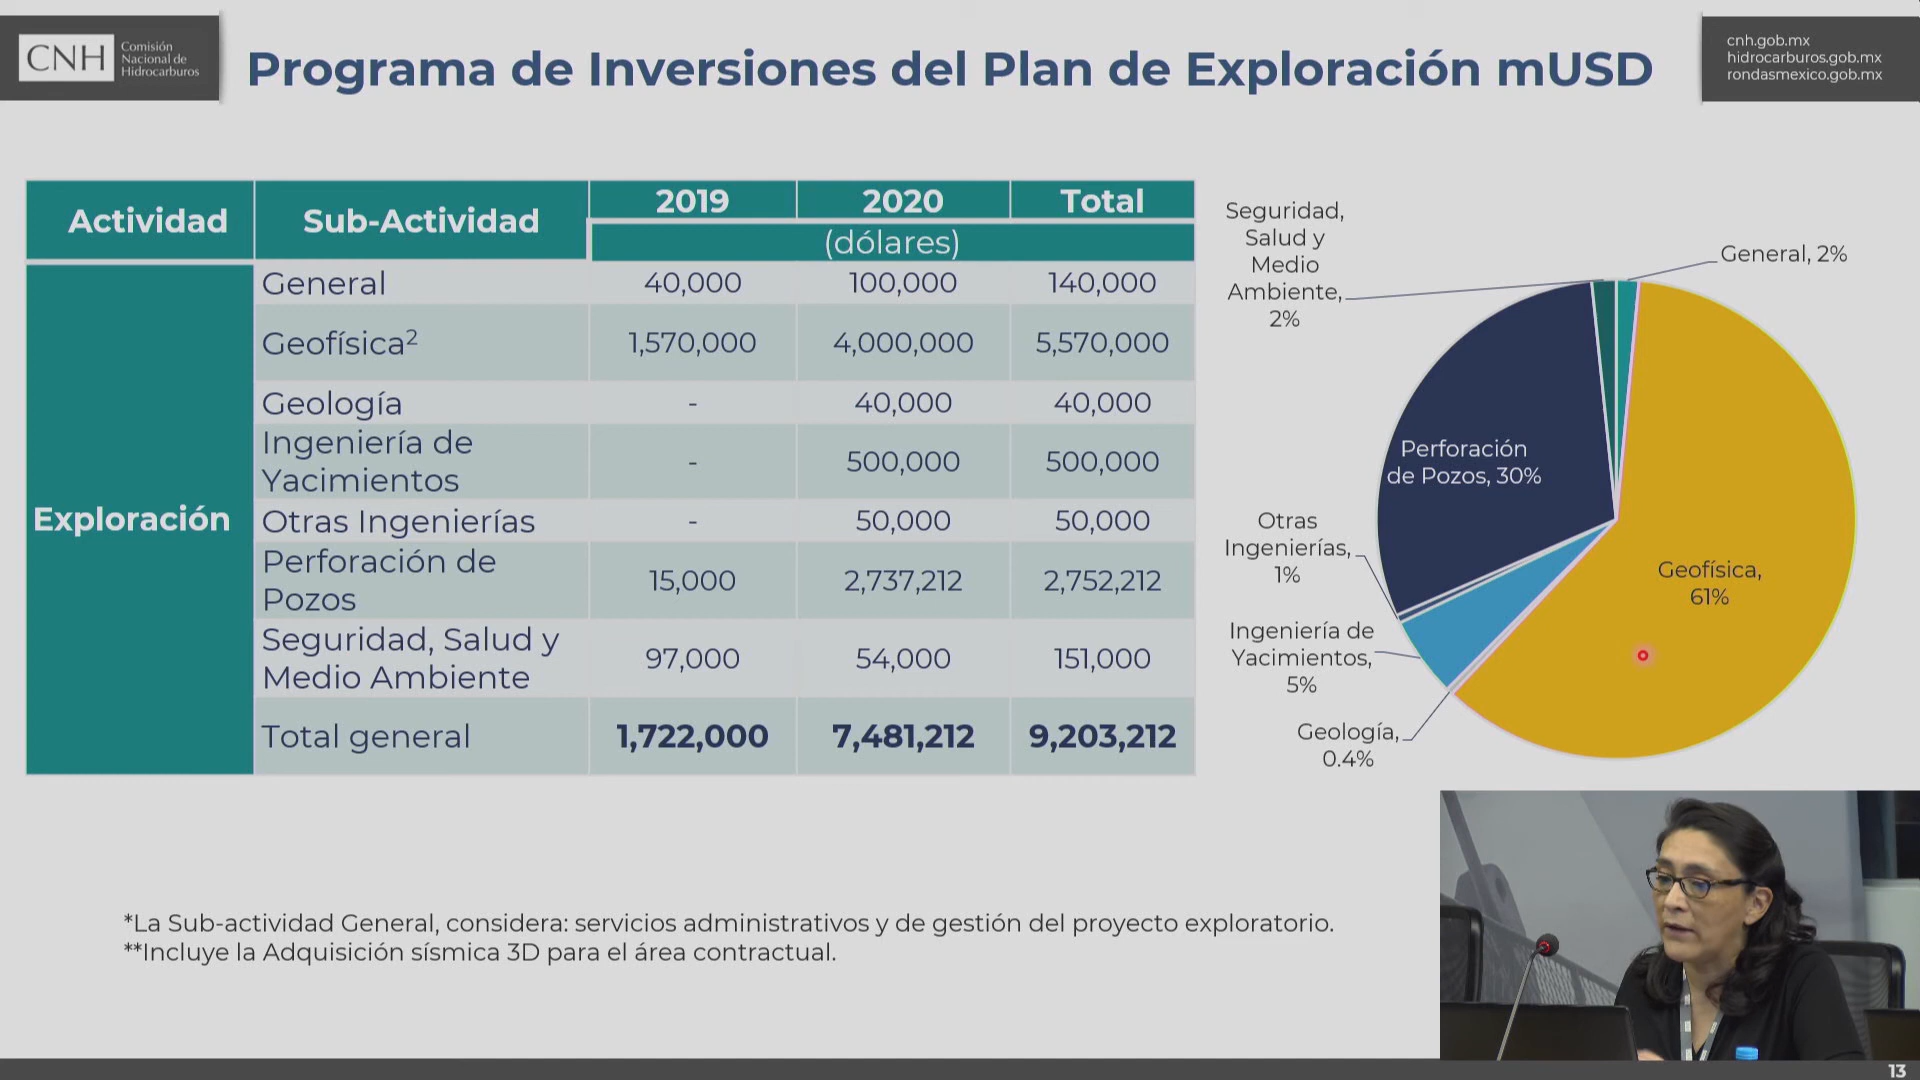 CNH
Comisión
Nacional de
Hidrocarburos
Programa de Inversiones del Plan de Exploración mUSD
cnh.gob.mx
hidrocarburos.gob.mx
rondasmexico.gob.mx
Actividad Sub-Actividad 2019 2020 Total
(dólares)
Exploración
General 40,000 100,000 140,000
Geofísica² 1,570,000 4,000,000 5,570,000
Geología - 40,000 40,000
Ingeniería de
Yacimientos - 500,000 500,000
Otras Ingenierías - 50,000 50,000
Perforación de
Pozos 15,000 2,737,212 2,752,212
Seguridad, Salud y
Medio Ambiente 97,000 54,000 151,000
Total general 1,722,000 7,481,212 9,203,212
Seguridad,
Salud y
Medio
Ambiente,
2%
General, 2%
Perforación
de Pozos, 30%
Otras
Ingenierías,
1%
Geofísica,
61%
Ingeniería de
Yacimientos,
5%
Geología,
0.4%
*La Sub-actividad General, considera: servicios administrativos y de gestión del proyecto exploratorio.
**Incluye la Adquisición sísmica 3D para el área contractual.
13